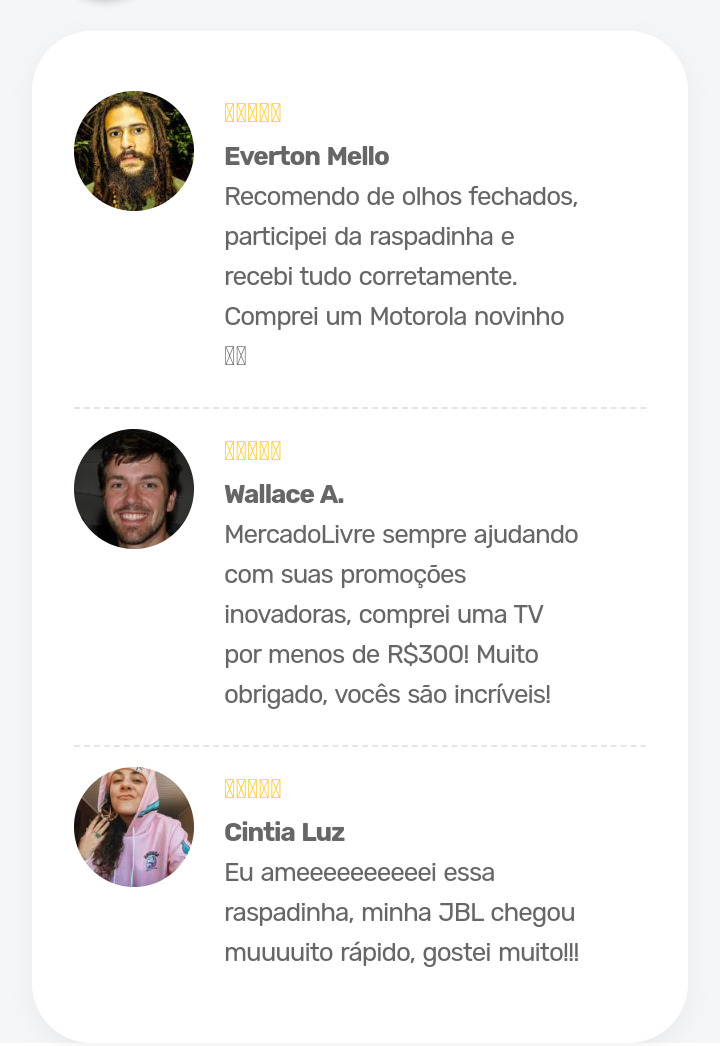 Everton Mello
Recomendo de olhos fechados,
participei da raspadinha e
recebi tudo corretamente.
Comprei um Motorola novinho
Wallace A.
MercadoLivre sempre ajudando
com suas promoções
inovadoras, comprei uma TV
por menos de R$300! Muito
obrigado, vocês são incríveis!
Cintia Luz
Eu ameeeeeeeeeei essa
raspadinha, minha JBL chegou
muuuuito rápido, gostei muito!!!